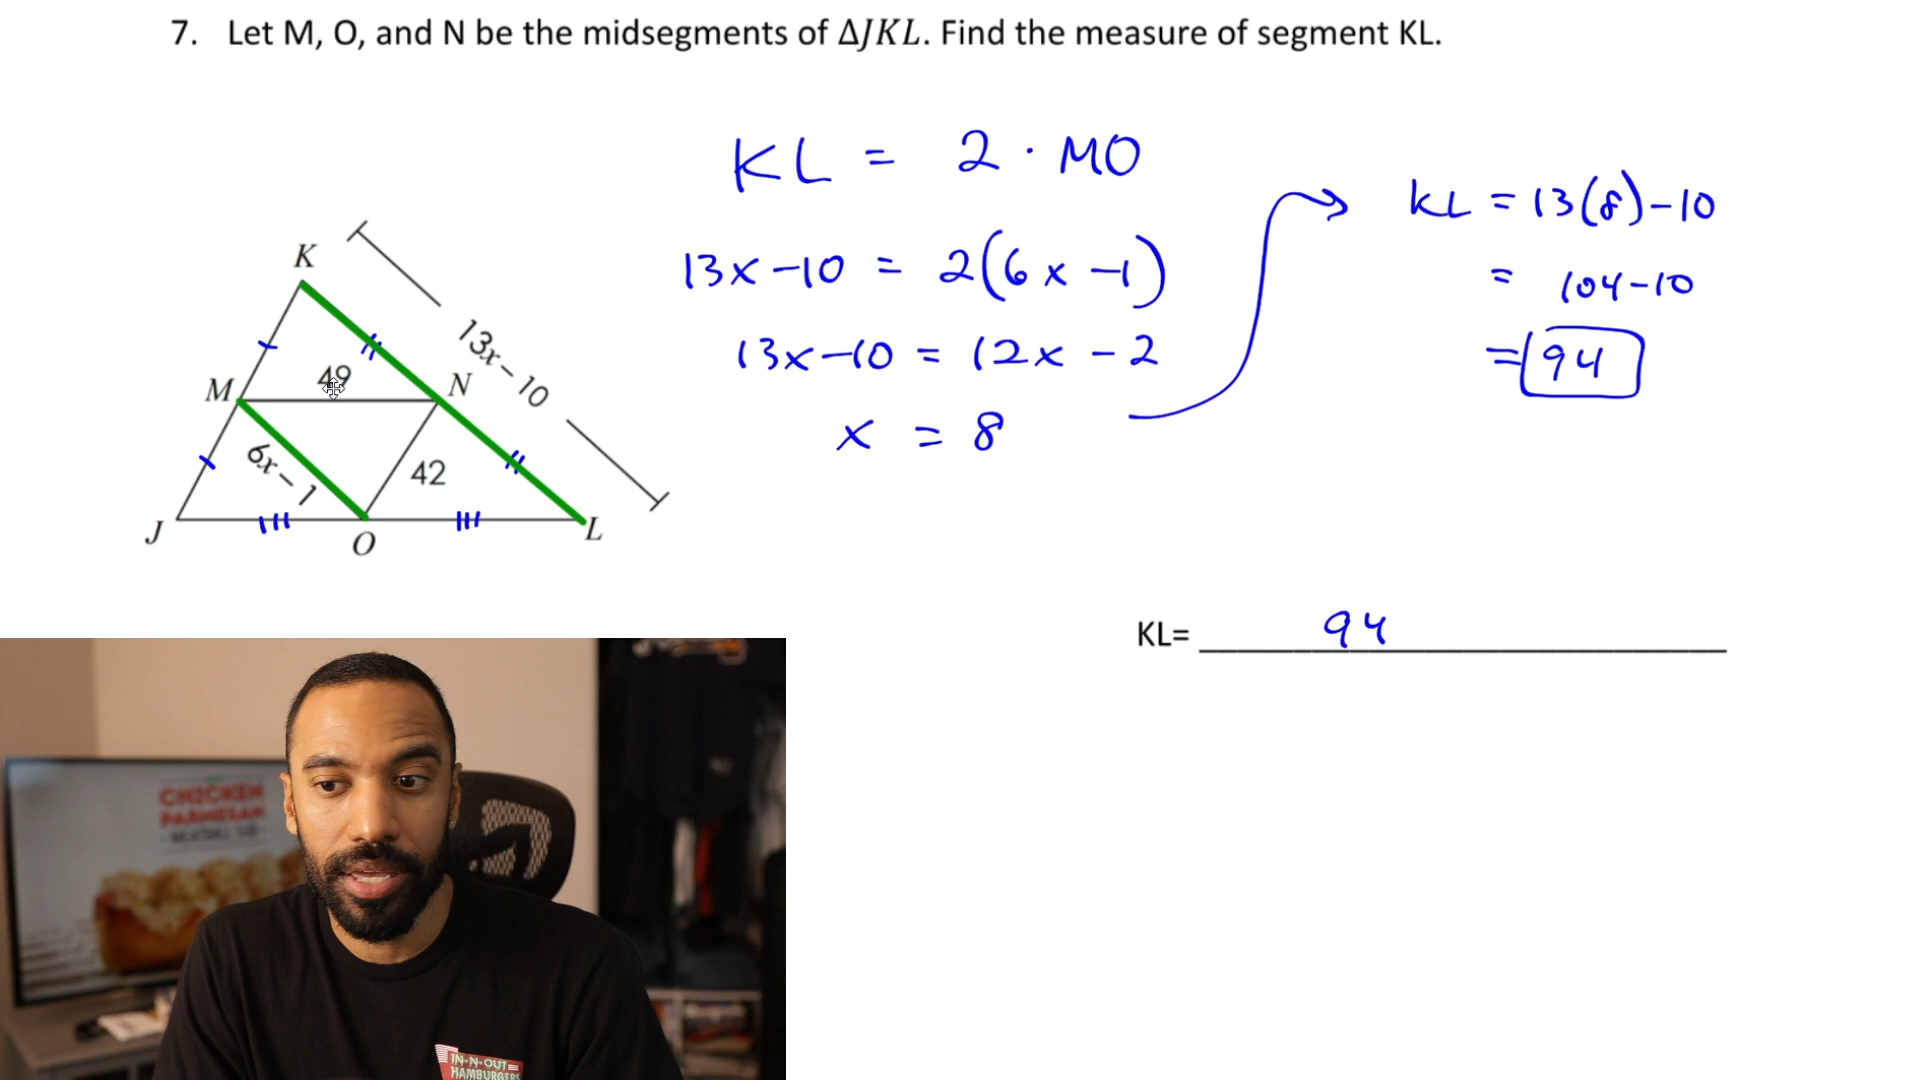 7. Let M, O, and N be the midsegments of ΔJKL. Find the measure of segment KL.
KL = 2 · MO
13x-10 = 2(6x-1)
13x-10 = 12x - 2
x = 8
KL = 13(8)-10
= 104-10
= 94
K
13x – 10
49
N
M
6x – 1
42
J
O
L
KL= 94
CHICKEN
PARMESAN
IN-N-OUT
HAMBURGERS